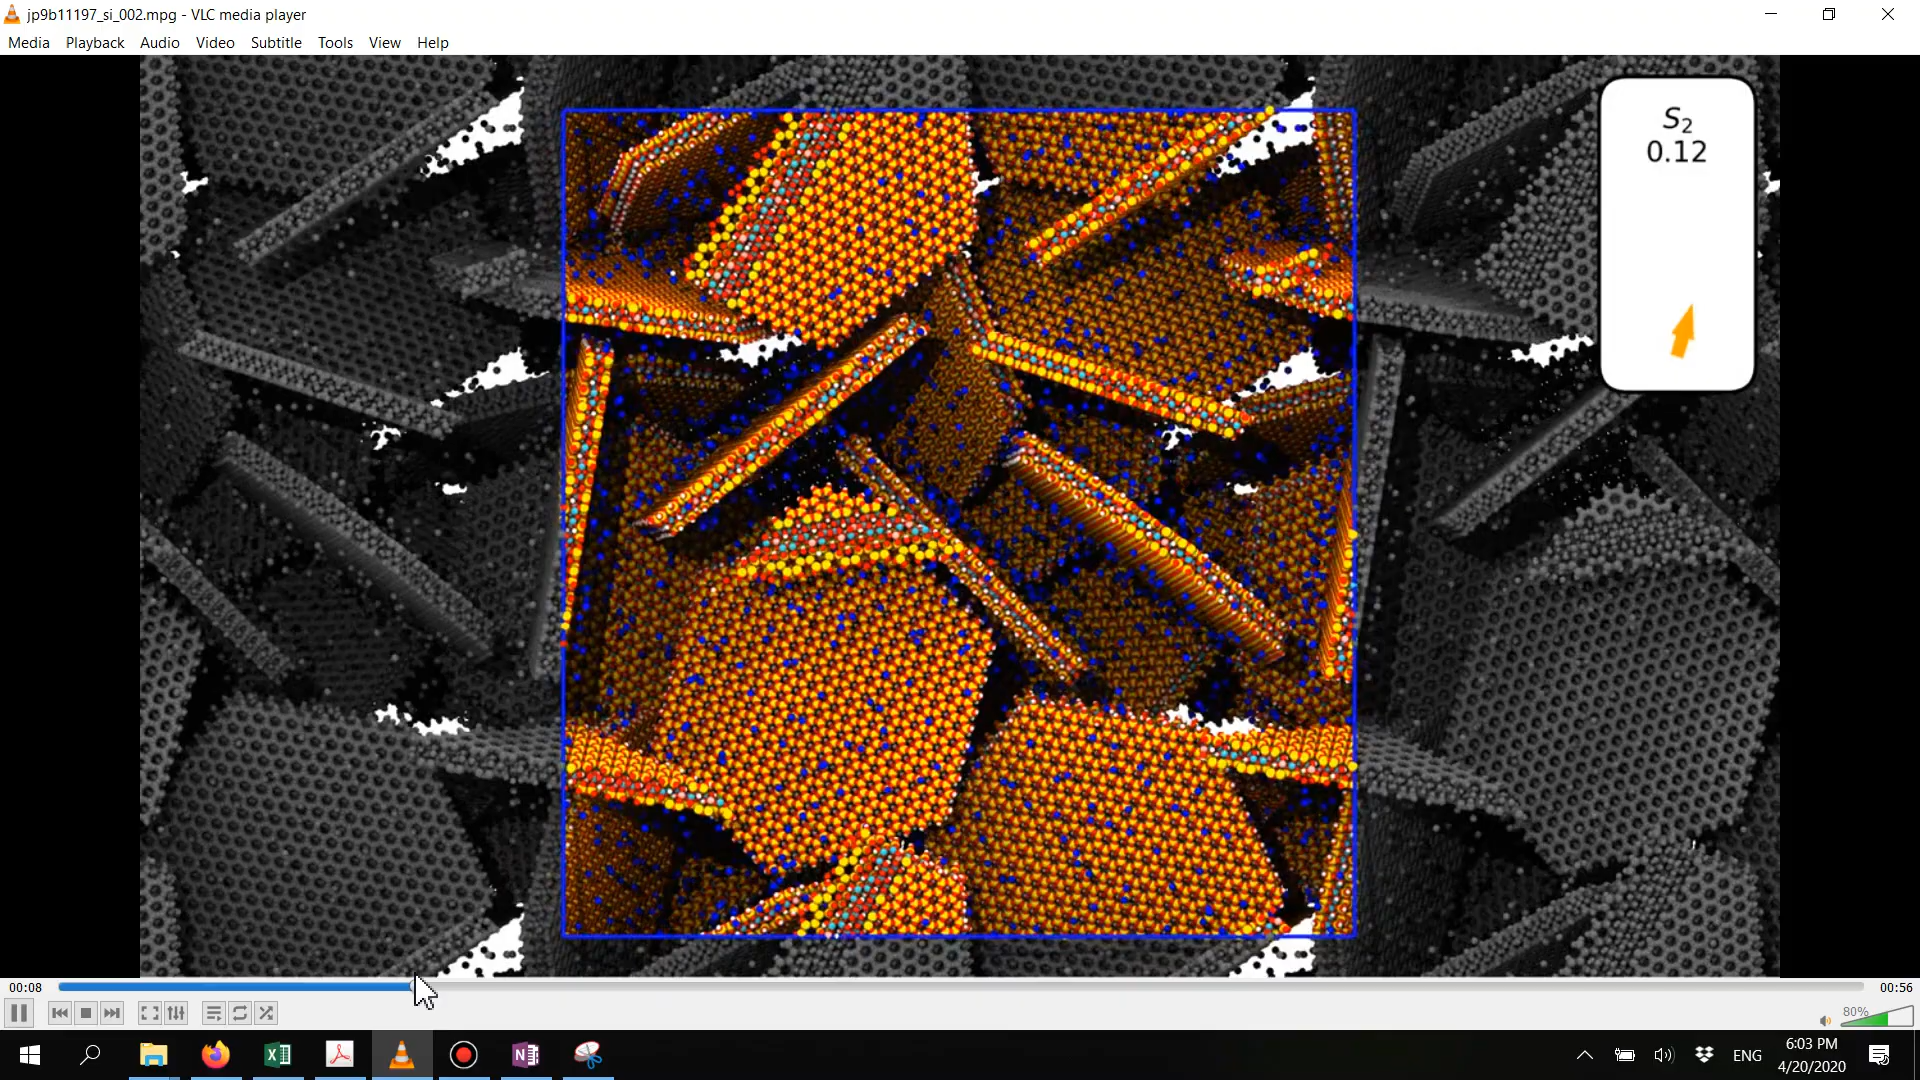 jp9b11197_si_002.mpg - VLC media player
Media Playback Audio Video Subtitle Tools View Help
S₂
0.12
00:08
00:56
80%
ENG
6:03 PM
4/20/2020